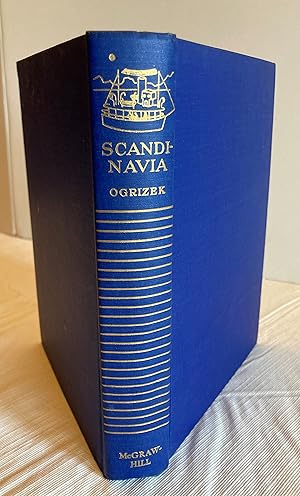 SCANDI-
NAVIA
OGRIZEK
McGRAW-
HILL